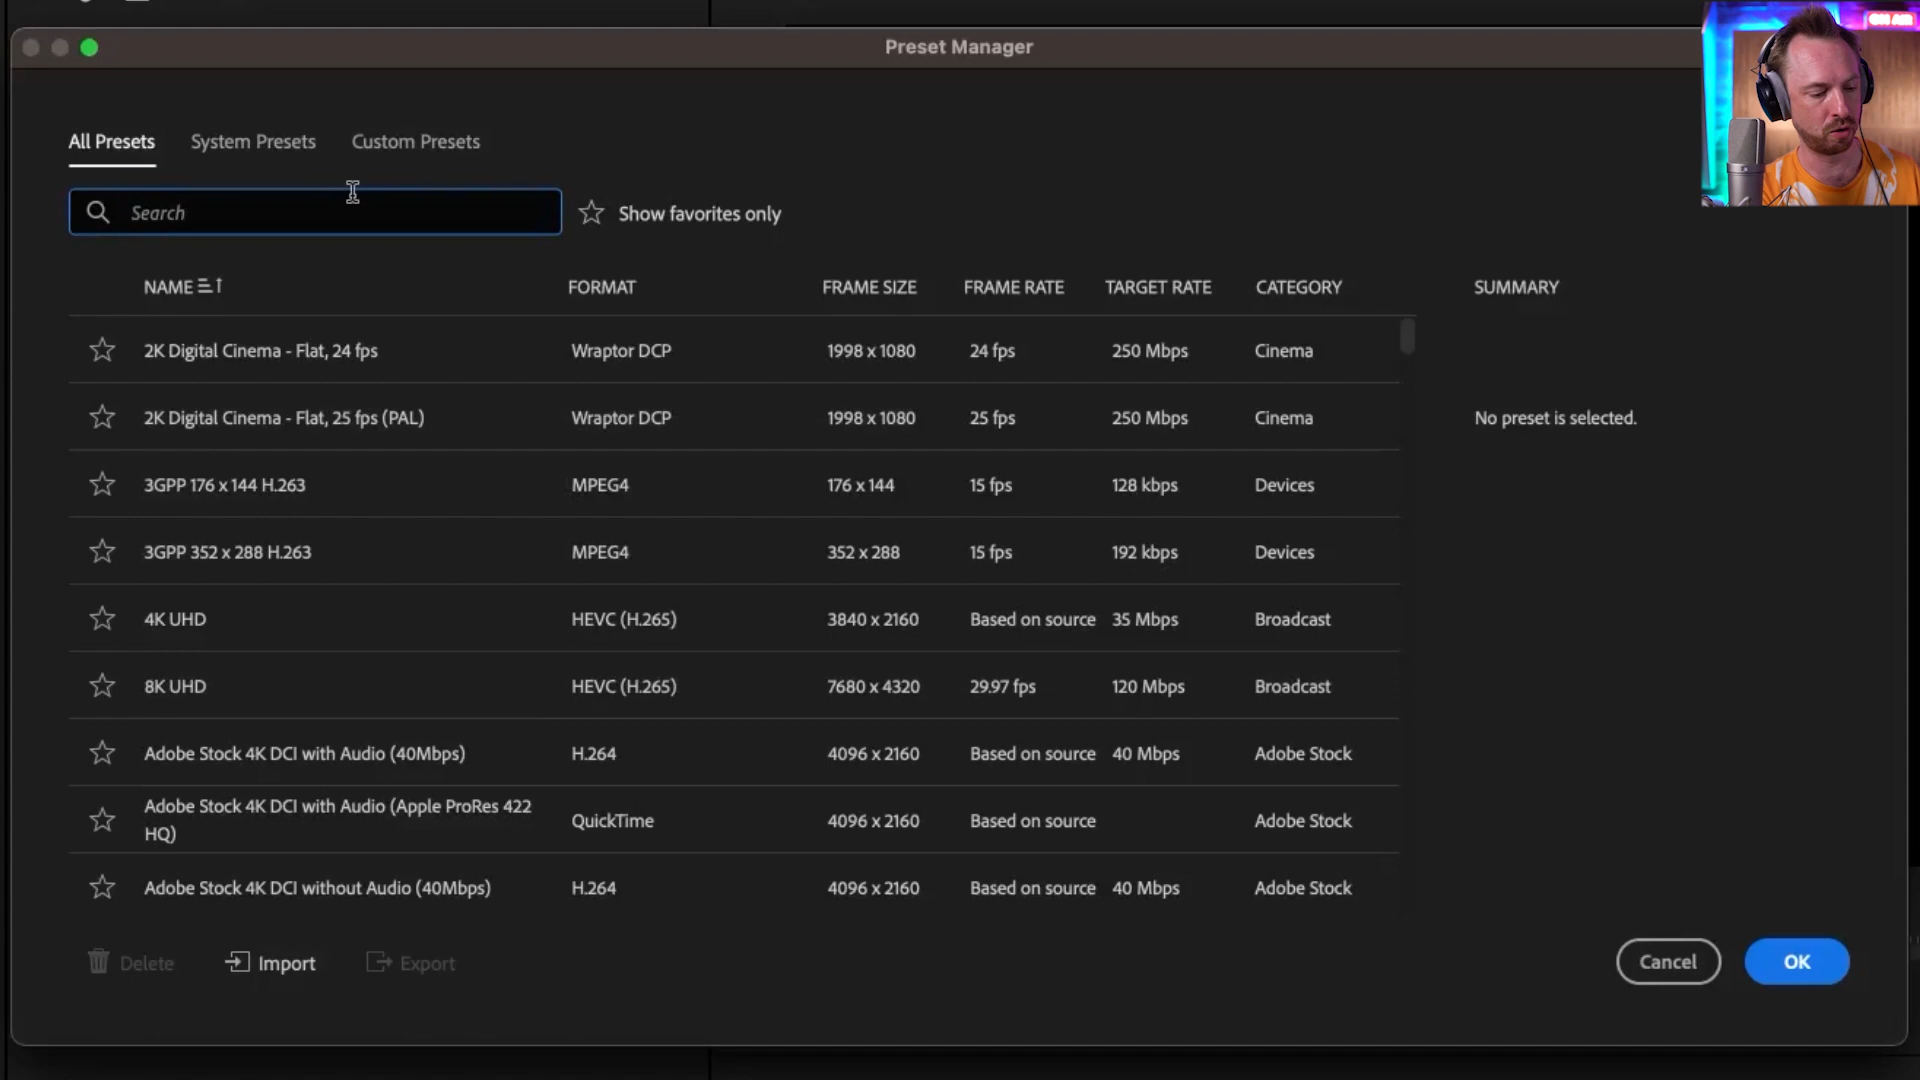 Preset Manager
ON AIR
All Presets
System Presets
Custom Presets
Search
Show favorites only
NAME
FORMAT
FRAME SIZE
FRAME RATE
TARGET RATE
CATEGORY
SUMMARY
2K Digital Cinema - Flat, 24 fps
Wraptor DCP
1998 x 1080
24 fps
250 Mbps
Cinema
2K Digital Cinema - Flat, 25 fps (PAL)
Wraptor DCP
1998 x 1080
25 fps
250 Mbps
Cinema
No preset is selected.
3GPP 176 x 144 H.263
MPEG4
176 x 144
15 fps
128 kbps
Devices
3GPP 352 x 288 H.263
MPEG4
352 x 288
15 fps
192 kbps
Devices
4K UHD
HEVC (H.265)
3840 x 2160
Based on source
35 Mbps
Broadcast
8K UHD
HEVC (H.265)
7680 x 4320
29.97 fps
120 Mbps
Broadcast
Adobe Stock 4K DCI with Audio (40Mbps)
H.264
4096 x 2160
Based on source
40 Mbps
Adobe Stock
Adobe Stock 4K DCI with Audio (Apple ProRes 422
HQ)
QuickTime
4096 x 2160
Based on source
Adobe Stock
Adobe Stock 4K DCI without Audio (40Mbps)
H.264
4096 x 2160
Based on source
40 Mbps
Adobe Stock
Delete
Import
Export
Cancel
OK